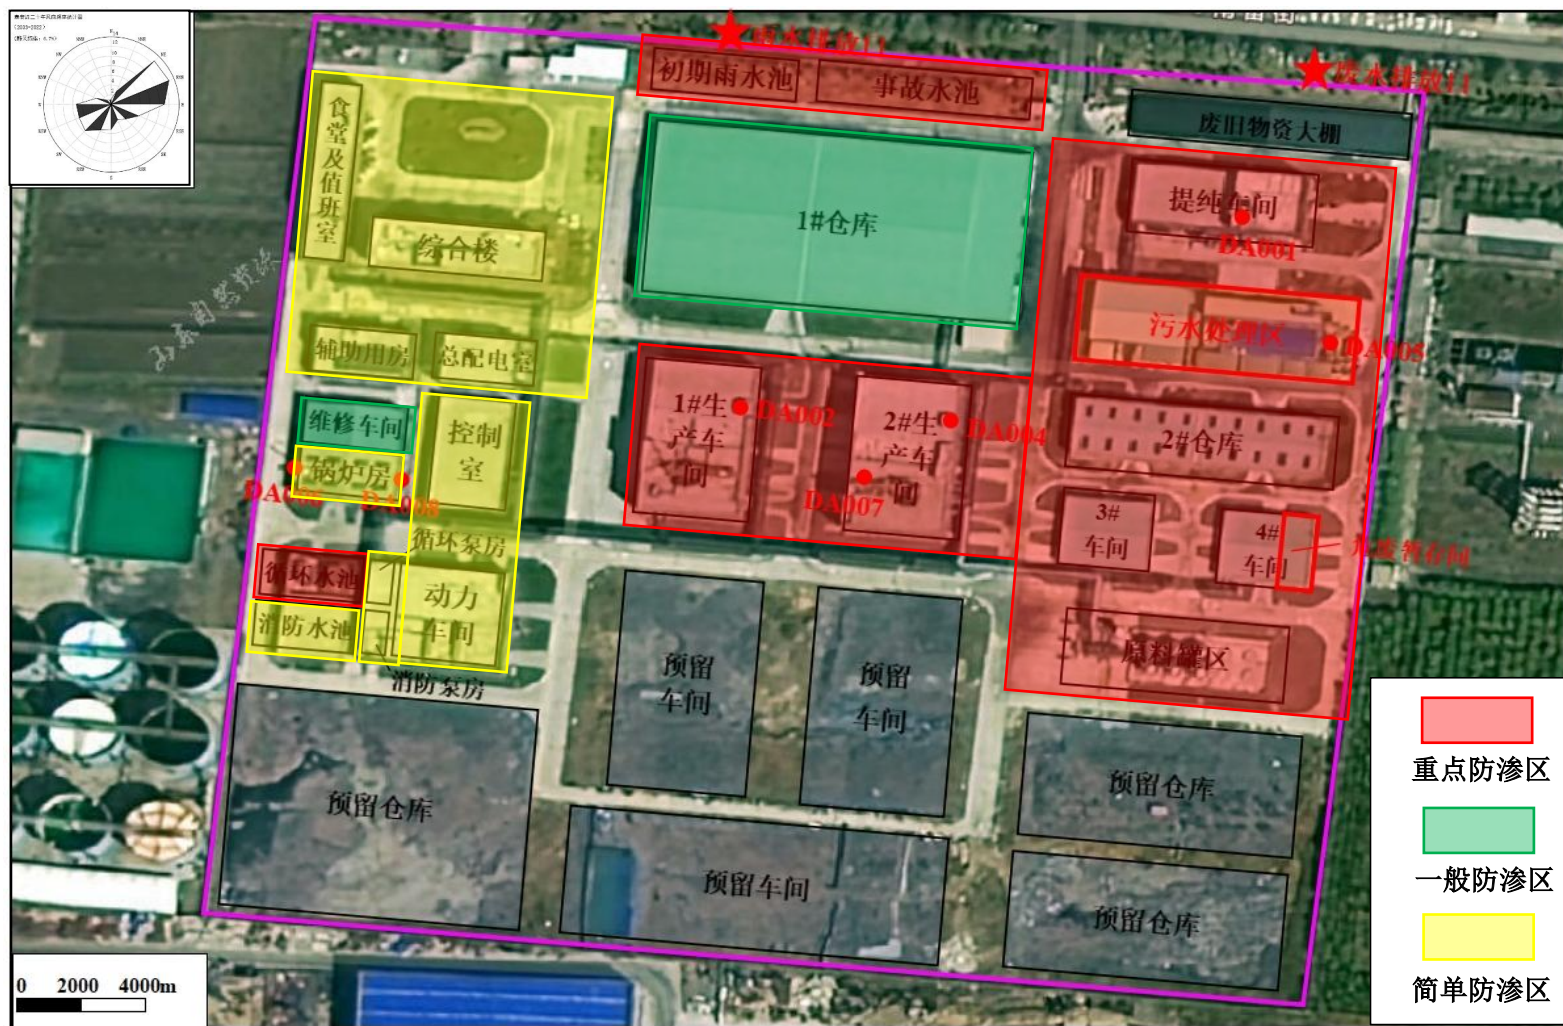 (2003-2022)
雨水排放口
初期雨水池
事故水池
废水排放口
废旧物资大棚
食堂及值班室
综合楼
辅助用房
总配电室
1#仓库
提纯车间
DA001
污水处理区
DA005
维修车间
控制室
锅炉房
DA008
1#生产车间
DA002
2#生产车间
DA004
DA007
2#仓库
3#
车间
4#
车间
危废暂存间
循环泵房
循环水池
消防水池
动力
车间
消防泵房
原料罐区
预留
车间
预留
车间
预留仓库
预留仓库
预留车间
预留仓库
重点防渗区
一般防渗区
简单防渗区
0 2000 4000m